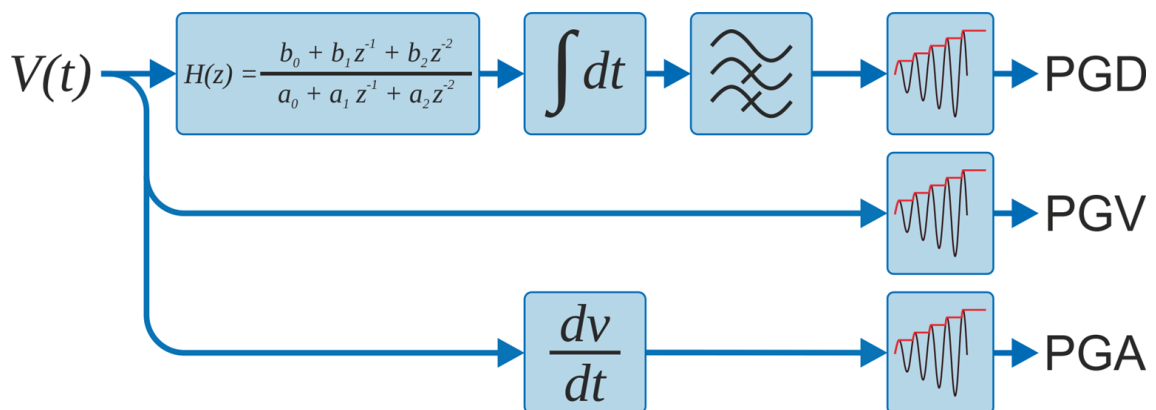 V(t)
H(z) = b₀ + b₁z⁻¹ + b₂z⁻² / a₀ + a₁z⁻¹ + a₂z⁻²
∫dt
PGD
PGV
dv
dt
PGA